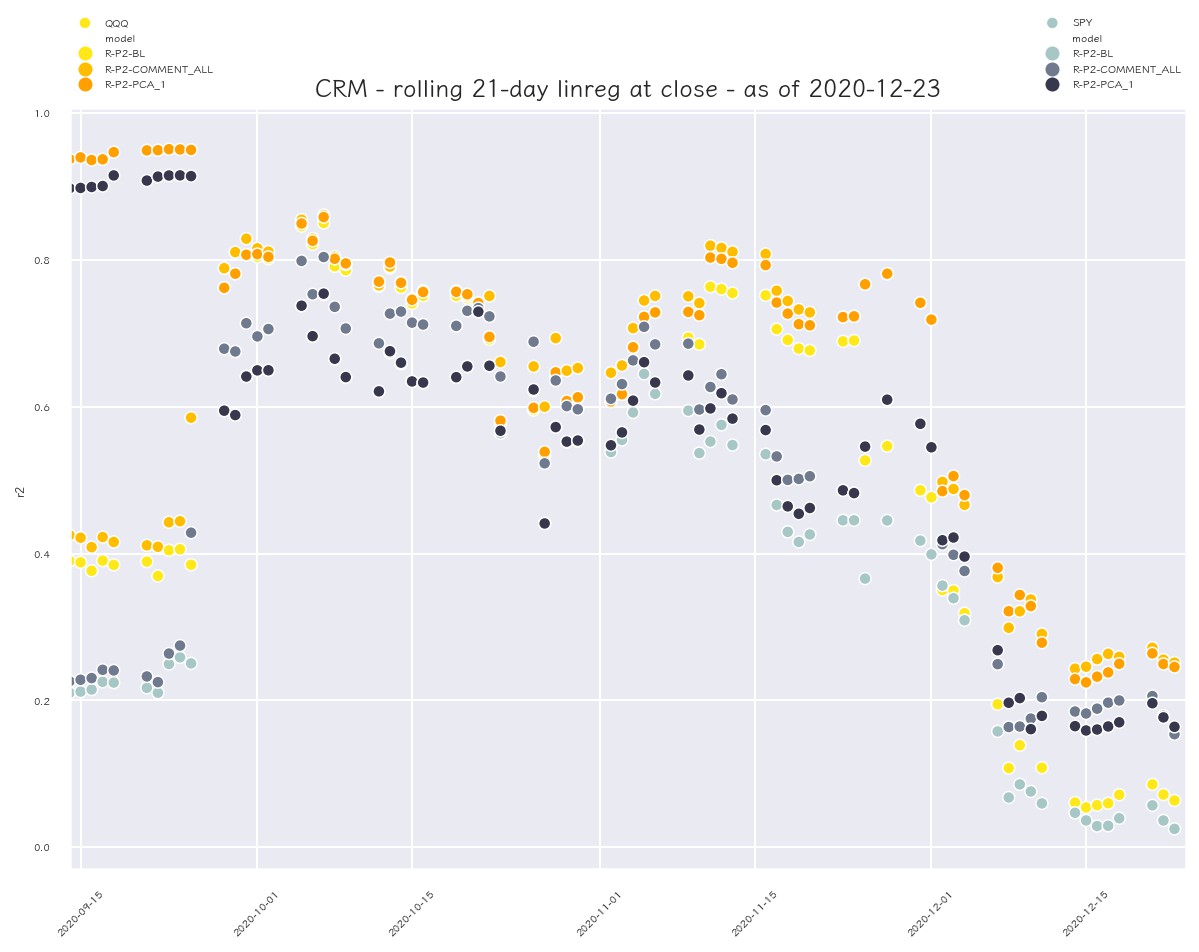 QQQ
model
R-P2-BL
R-P2-COMMENT_ALL
R-P2-PCA_1
SPY
model
R-P2-BL
R-P2-COMMENT_ALL
R-P2-PCA_1
CRM - rolling 21-day linreg at close - as of 2020-12-23
1.0
0.8
0.6
r2
0.4
0.2
0.0
2020-09-15
2020-10-01
2020-10-15
2020-11-01
2020-11-15
2020-12-01
2020-12-15